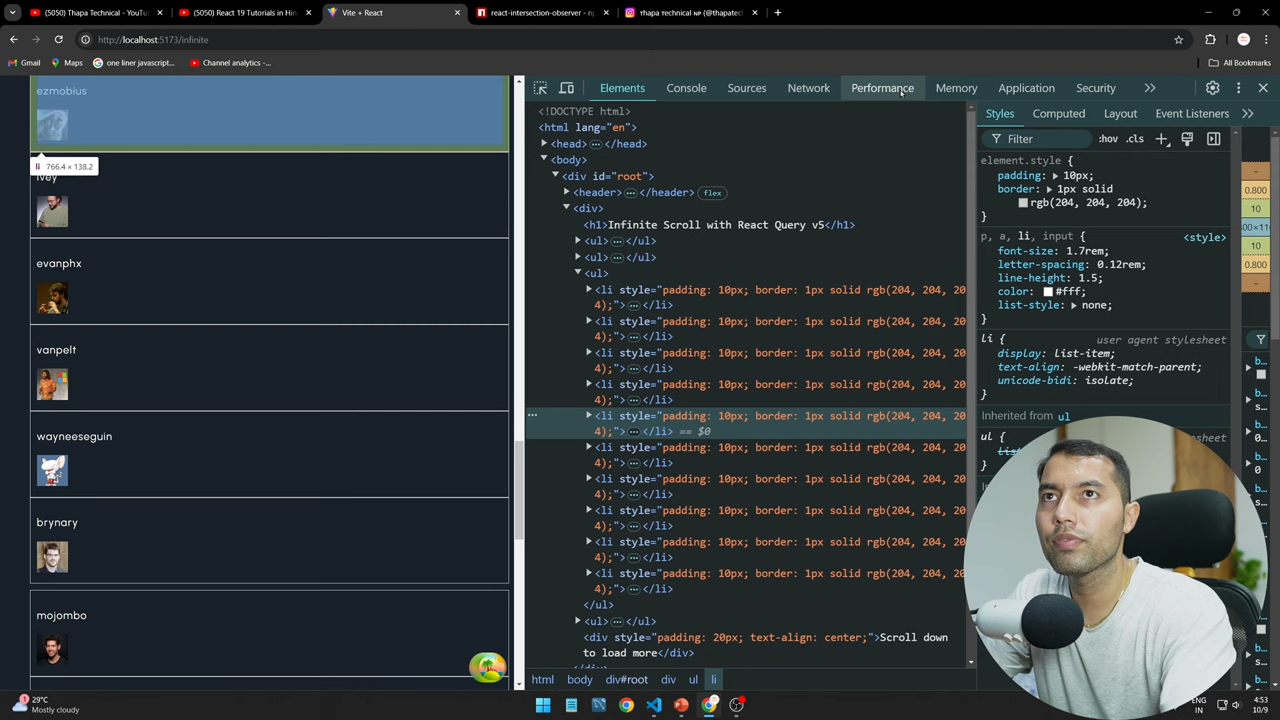 (5050) Thapa Technical - YouTu
(5050) React 19 Tutorials in Hin
Vite + React
react-intersection-observer - np
http://localhost:5173/infinite
Gmail
Maps
one liner javascript...
Channel analytics -...
All Bookmarks
ezmobius
li 766.4 × 138.2
ivey
evanphx
vanpelt
wayneeseguin
brynary
mojombo
Elements
Console
Sources
Network
Performance
Memory
Application
Security
<!DOCTYPE html>
<html lang="en">
<head>
</head>
<body>
<div id="root">
<header>
</header>
flex
<div>
<h1>Infinite Scroll with React Query v5</h1>
<ul>
</ul>
<ul>
</ul>
<ul>
<li style="padding: 10px; border: 1px solid rgb(204, 204, 20
4);">
</li>
<li style="padding: 10px; border: 1px solid rgb(204, 204, 20
4);">
</li>
<li style="padding: 10px; border: 1px solid rgb(204, 204, 20
4);">
</li>
<li style="padding: 10px; border: 1px solid rgb(204, 204, 20
4);">
</li>
<li style="padding: 10px; border: 1px solid rgb(204, 204, 20
4);">
</li> == $0
<li style="padding: 10px; border: 1px solid rgb(204, 204, 20
4);">
</li>
<li style="padding: 10px; border: 1px solid rgb(204, 204, 20
4);">
</li>
<li style="padding: 10px; border: 1px solid rgb(204, 204, 20
4);">
</li>
<li style="padding: 10px; border: 1px solid rgb(204, 204, 20
4);">
</li>
<li style="padding: 10px; border: 1px solid rgb(204, 204, 20
4);">
</li>
</ul>
<ul>
</ul>
<div style="padding: 20px; text-align: center;">Scroll down
to load more</div>
html
body
div#root
div
ul
li
Styles
Computed
Layout
Event Listeners
Filter
:hov
.cls
element.style {
padding: 10px;
border: 1px solid
rgb(204, 204, 204);
}
p, a, li, input {
<style>
font-size: 1.7rem;
letter-spacing: 0.12rem;
line-height: 1.5;
color: #fff;
list-style: none;
}
li {
user agent stylesheet
display: list-item;
text-align: -webkit-match-parent;
unicode-bidi: isolate;
}
Inherited from ul
ul {
0.800
10
10
0.800
29°C
Mostly cloudy
ENG
IN
4:53
10/9